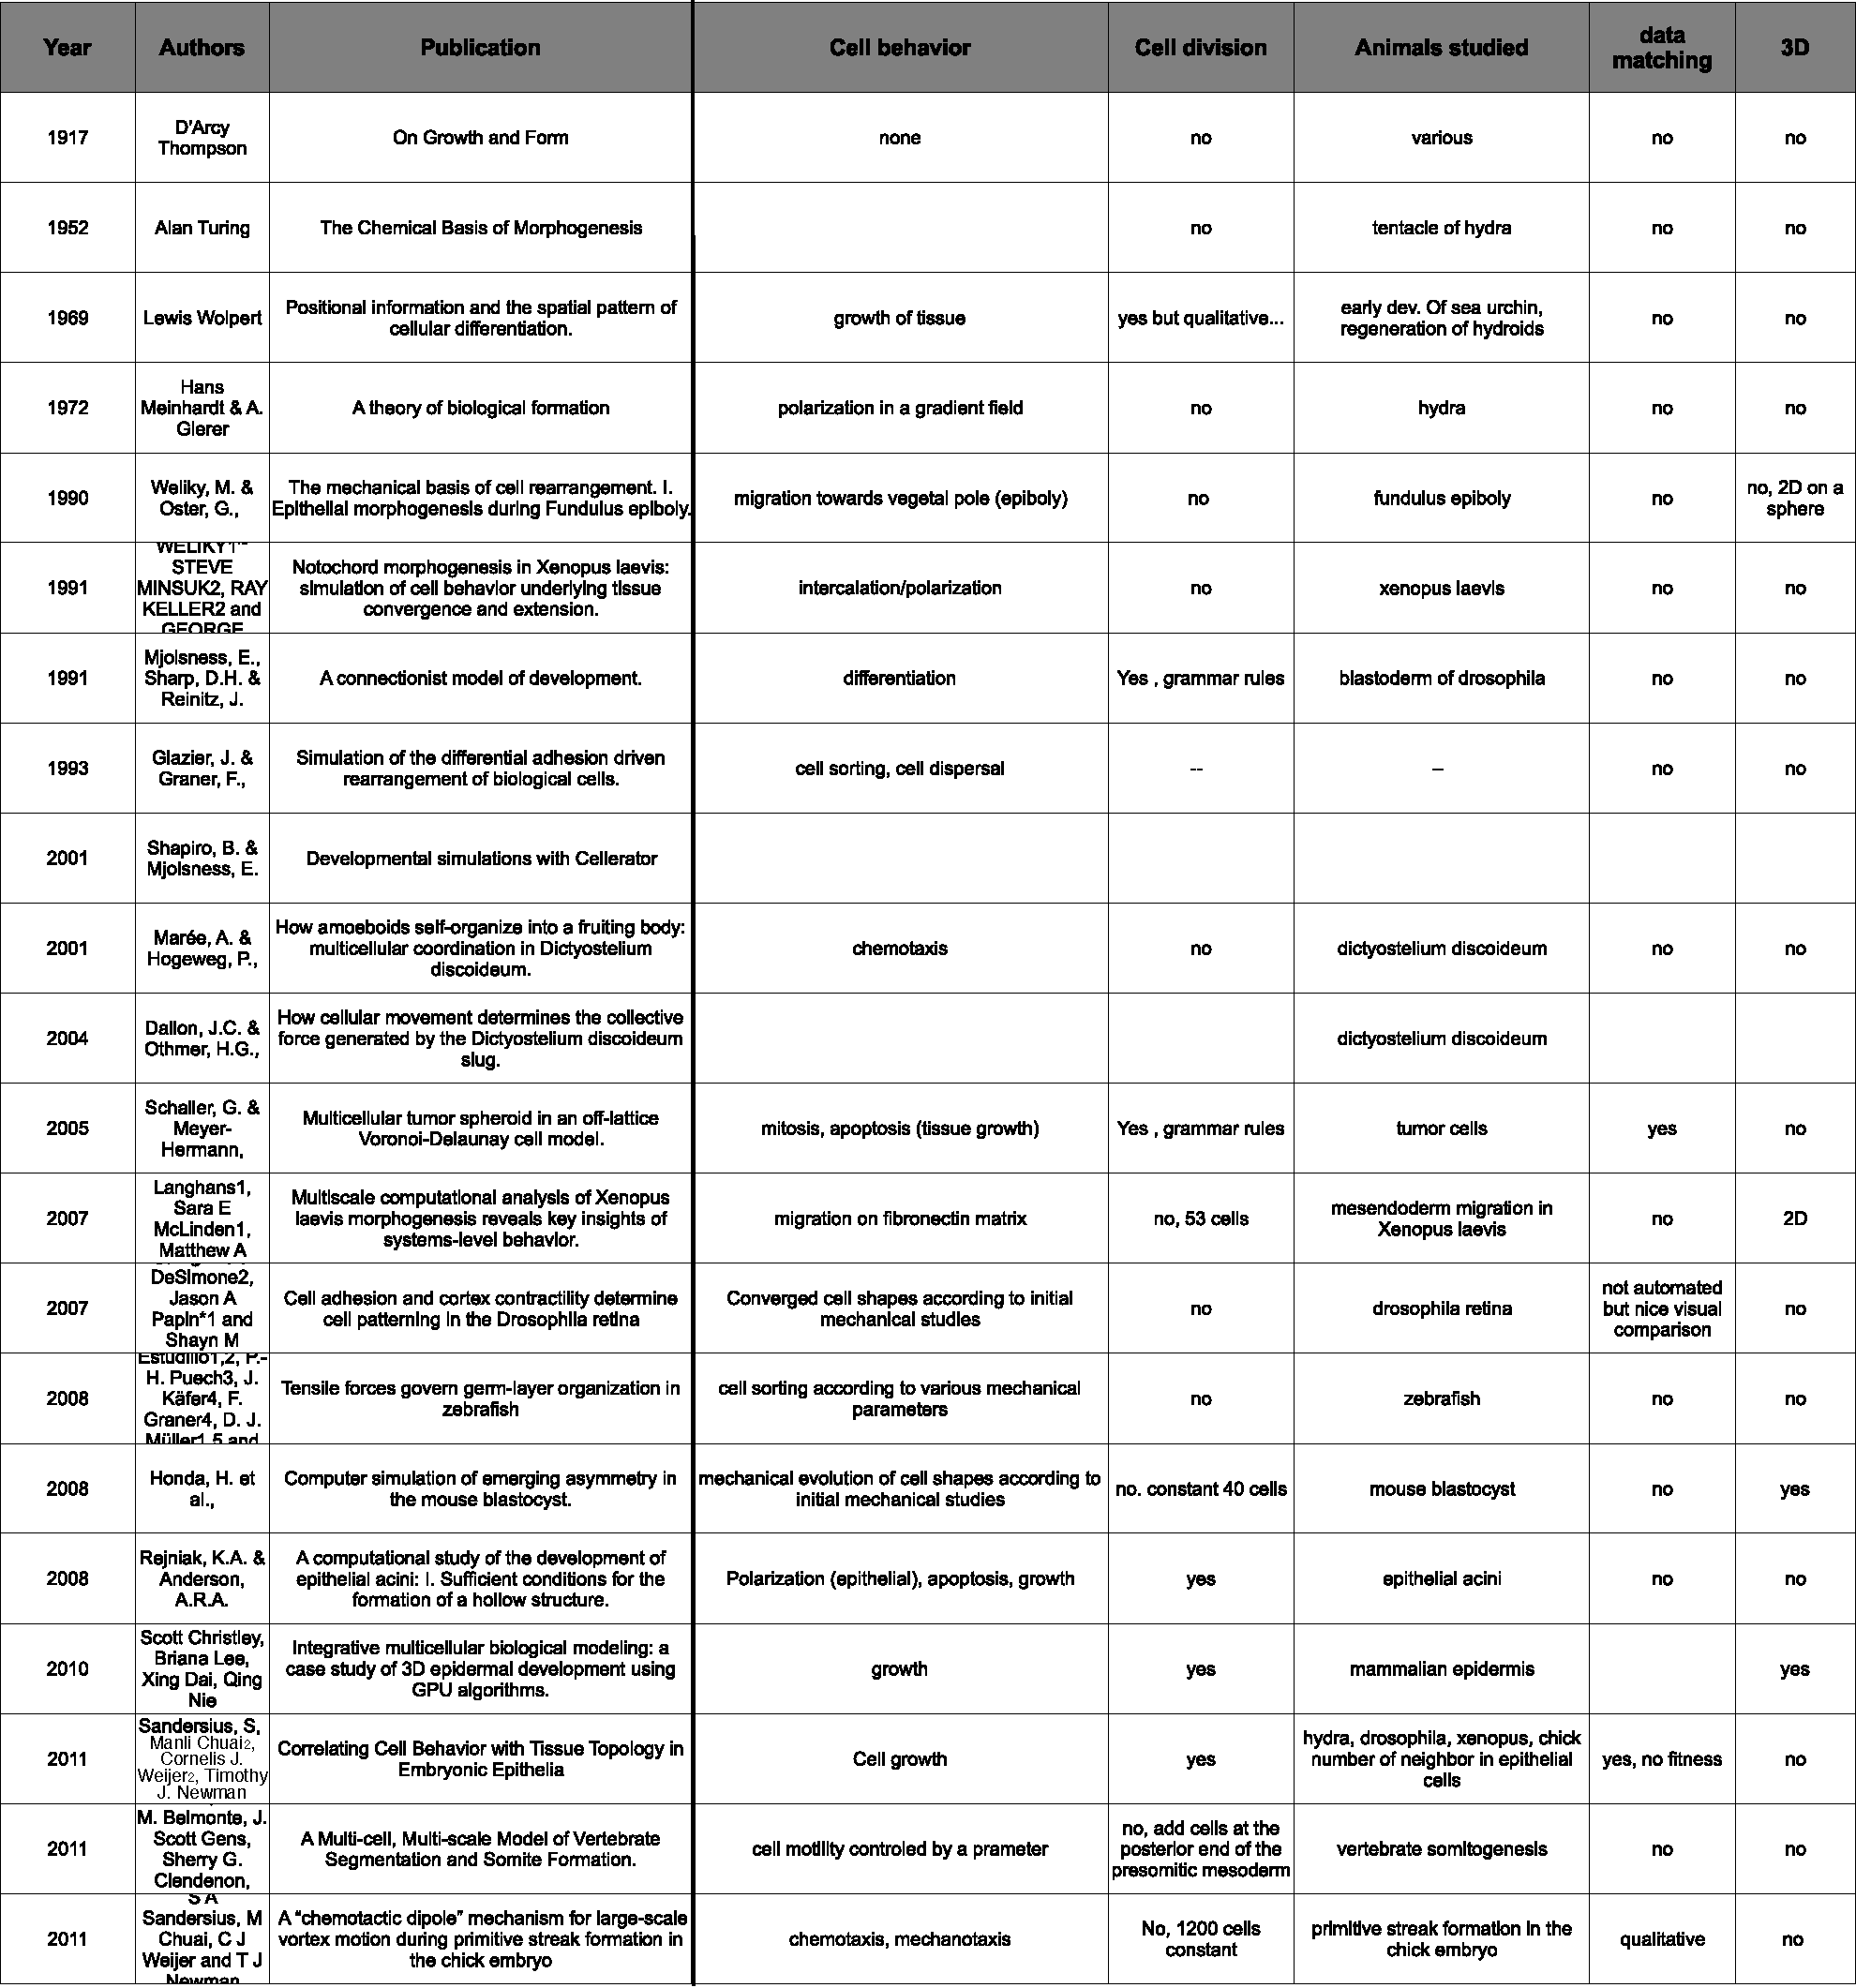 Year Authors Publication Cell behavior Cell division Animals studied data matching 3D
1917 D'Arcy Thompson On Growth and Form none no various no no
1952 Alan Turing The Chemical Basis of Morphogenesis no tentacle of hydra no no
1969 Lewis Wolpert Positional information and the spatial pattern of cellular differentiation. growth of tissue yes but qualitative... early dev. Of sea urchin, regeneration of hydroids no no
1972 Hans Meinhardt & A. Gierer A theory of biological formation polarization in a gradient field no hydra no no
1990 Weliky, M. & Oster, G., The mechanical basis of cell rearrangement. I. Epithelial morphogenesis during Fundulus epiboly. migration towards vegetal pole (epiboly) no fundulus epiboly no no, 2D on a sphere
1991 STEVE MINSUK2, RAY KELLER2 and GEORGE Notochord morphogenesis in Xenopus laevis: simulation of cell behavior underlying tissue convergence and extension. intercalation/polarization no xenopus laevis no no
1991 Mjolsness, E., Sharp, D.H. & Reinitz, J. A connectionist model of development. differentiation Yes , grammar rules blastoderm of drosophila no no
1993 Glazier, J. & Graner, F., Simulation of the differential adhesion driven rearrangement of biological cells. cell sorting, cell dispersal -- – no no
2001 Shapiro, B. & Mjolsness, E. Developmental simulations with Cellerator
2001 Marée, A. & Hogeweg, P., How amoeboids self-organize into a fruiting body: multicellular coordination in Dictyostelium discoideum. chemotaxis no dictyostelium discoideum no no
2004 Dallon, J.C. & Othmer, H.G., How cellular movement determines the collective force generated by the Dictyostelium discoideum slug. dictyostelium discoideum
2005 Schaller, G. & Meyer-Hermann, Multicellular tumor spheroid in an off-lattice Voronoi-Delaunay cell model. mitosis, apoptosis (tissue growth) Yes , grammar rules tumor cells yes no
2007 Langhans1, Sara E McLinden1, Matthew A Multiscale computational analysis of Xenopus laevis morphogenesis reveals key insights of systems-level behavior. migration on fibronectin matrix no, 53 cells mesendoderm migration in Xenopus laevis no 2D
2007 DeSimone2, Jason A Papin*1 and Shayn M Cell adhesion and cortex contractility determine cell patterning in the Drosophila retina Converged cell shapes according to initial mechanical studies no drosophila retina not automated but nice visual comparison no
2008 Estudillo1,2, P.-H. Puech3, J. Käfer4, F. Graner4, D. J. Müller1,5 and Tensile forces govern germ-layer organization in zebrafish cell sorting according to various mechanical parameters no zebrafish no no
2008 Honda, H. et al., Computer simulation of emerging asymmetry in the mouse blastocyst. mechanical evolution of cell shapes according to initial mechanical studies no. constant 40 cells mouse blastocyst no yes
2008 Rejniak, K.A. & Anderson, A.R.A. A computational study of the development of epithelial acini: I. Sufficient conditions for the formation of a hollow structure. Polarization (epithelial), apoptosis, growth yes epithelial acini no no
2010 Scott Christley, Briana Lee, Xing Dai, Qing Nie Integrative multicellular biological modeling: a case study of 3D epidermal development using GPU algorithms. growth yes mammalian epidermis yes
2011 Sandersius, S, Manli Chuai2, Cornelis J. Weijer2, Timothy J. Newman Correlating Cell Behavior with Tissue Topology in Embryonic Epithelia Cell growth yes hydra, drosophila, xenopus, chick number of neighbor in epithelial cells yes, no fitness no
2011 M. Belmonte, J. Scott Gens, Sherry G. Clendenon, A Multi-cell, Multi-scale Model of Vertebrate Segmentation and Somite Formation. cell motility controled by a prameter no, add cells at the posterior end of the presomitic mesoderm vertebrate somitogenesis no no
2011 S A Sandersius, M Chuai, C J Weijer and T J Newman A “chemotactic dipole” mechanism for large-scale vortex motion during primitive streak formation in the chick embryo chemotaxis, mechanotaxis No, 1200 cells constant primitive streak formation in the chick embryo qualitative no